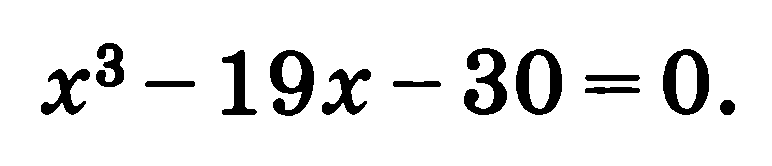 x³ − 19x − 30 = 0.